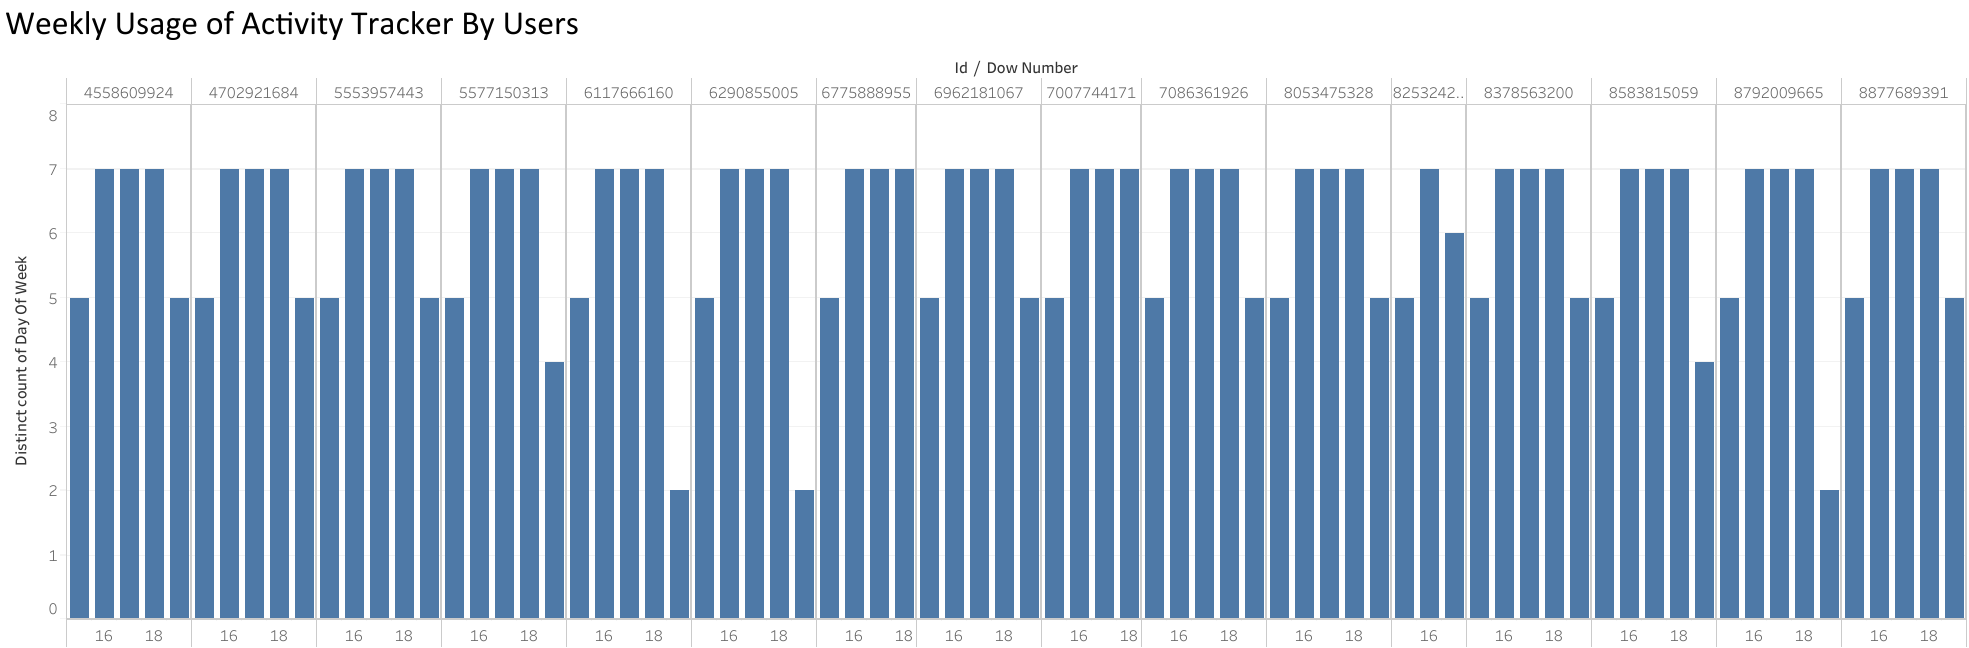 Weekly Usage of Activity Tracker By Users
Id / Dow Number
4558609924 4702921684 5553957443 5577150313 6117666160 6290855005 6775888955 6962181067 7007744171 7086361926 8053475328 8253242.. 8378563200 8583815059 8792009665 8877689391
8
7
6
5
4
3
2
1
0
Distinct count of Day Of Week
16 18 16 18 16 18 16 18 16 18 16 18 16 18 16 18 16 18 16 18 16 18 16 16 18 16 18 16 18 16 18